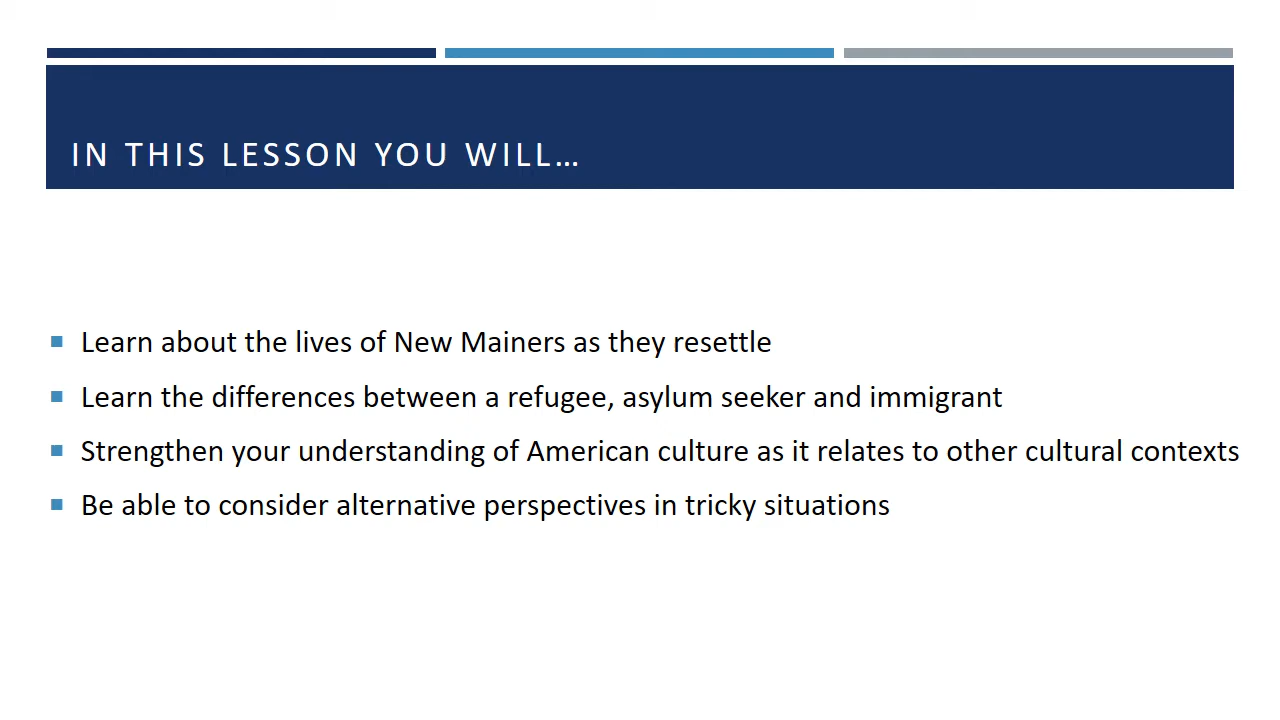 IN THIS LESSON YOU WILL…
Learn about the lives of New Mainers as they resettle
Learn the differences between a refugee, asylum seeker and immigrant
Strengthen your understanding of American culture as it relates to other cultural contexts
Be able to consider alternative perspectives in tricky situations